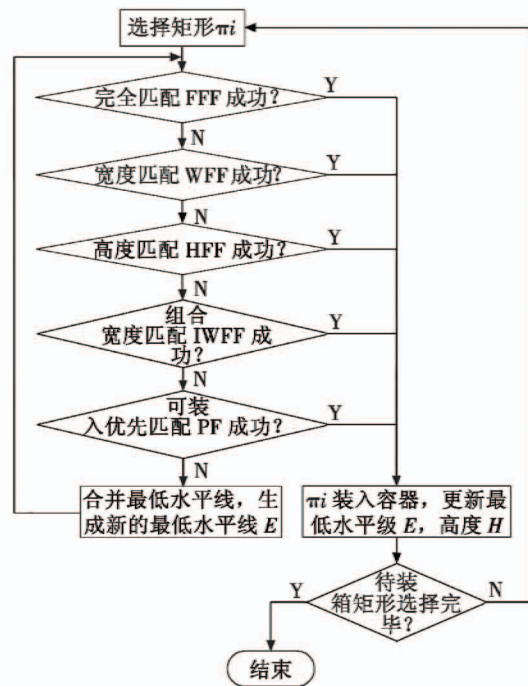 选择矩形πi
完全匹配 FFF 成功？
Y
N
宽度匹配 WFF 成功？
Y
N
高度匹配 HFF 成功？
Y
N
组合
宽度匹配 IWFF 成
功？
Y
N
可装
入优先匹配 PF 成功？
Y
N
合并最低水平线，生
成新的最低水平线 E
πi 装入容器，更新最
低水平级 E，高度 H
待装
箱矩形选择完
毕？
Y
N
结束